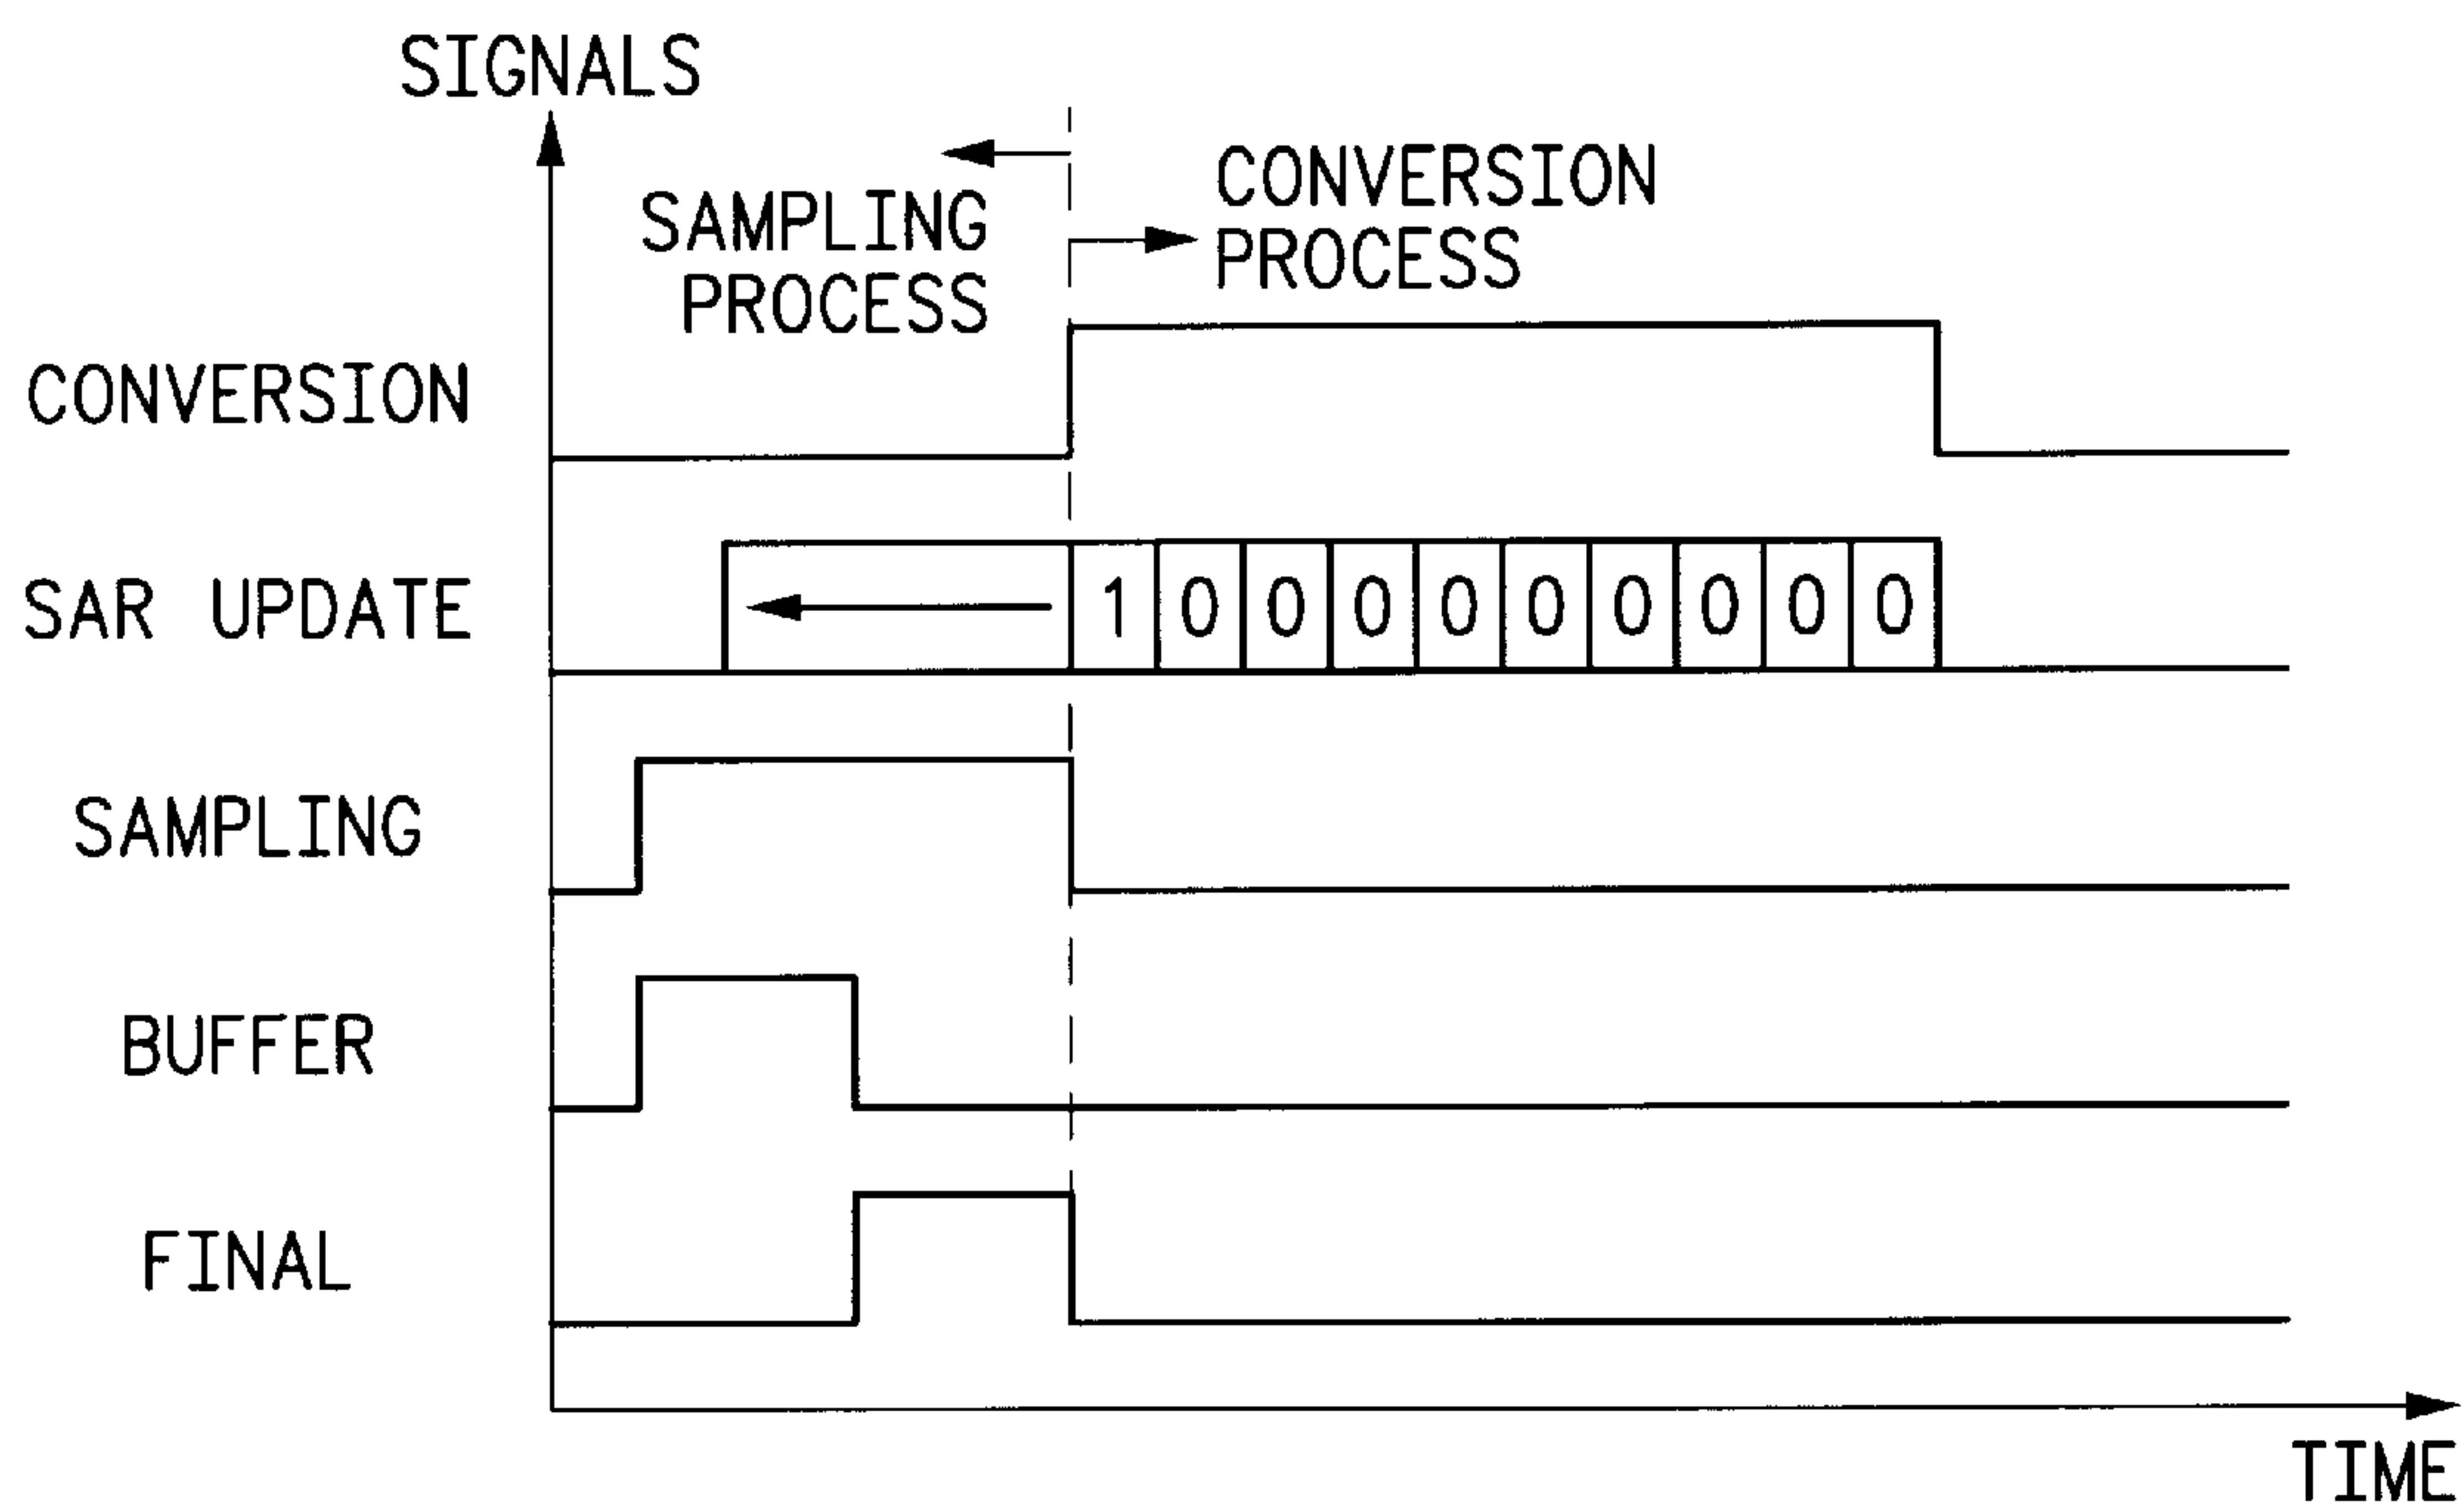 SIGNALS
SAMPLING
PROCESS
CONVERSION
PROCESS
CONVERSION
SAR UPDATE
1 0 0 0 0 0 0 0 0 0
SAMPLING
BUFFER
FINAL
TIME